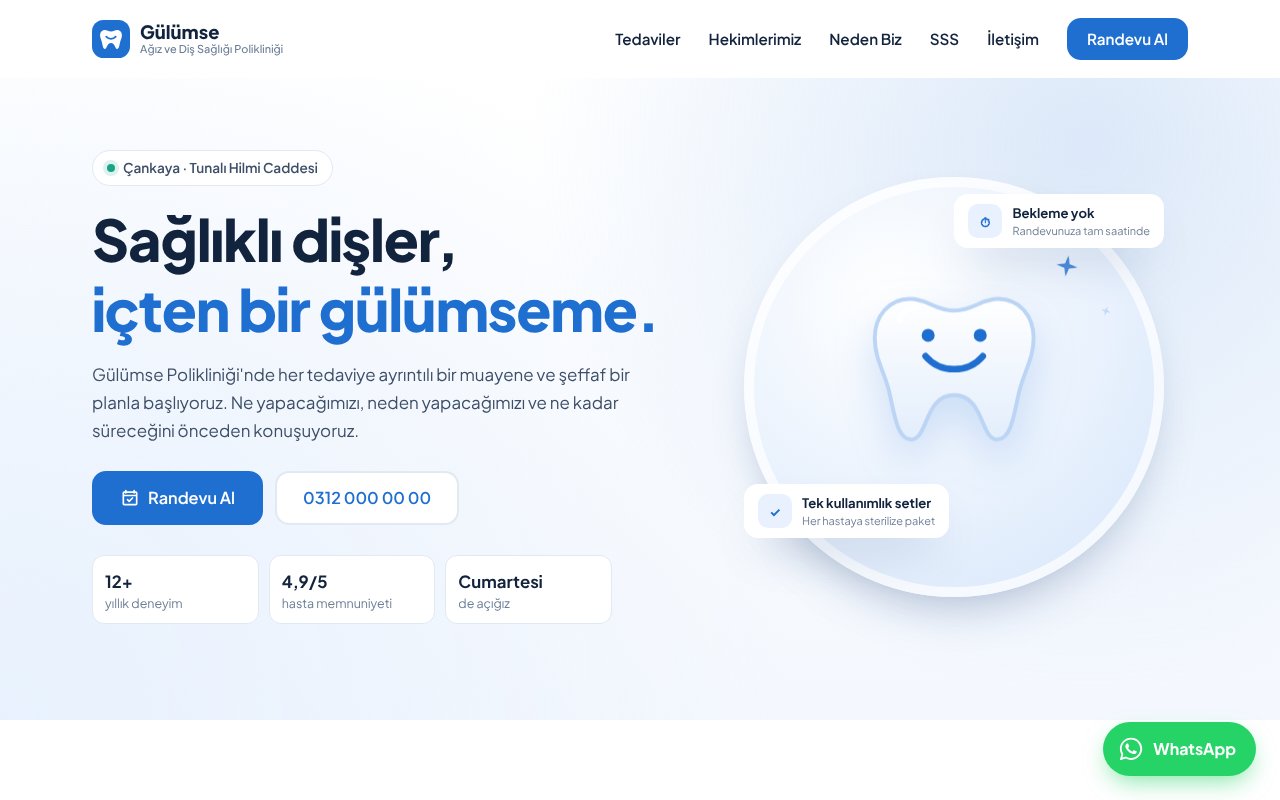 Gülümse
Ağız ve Diş Sağlığı Polikliniği
Tedaviler
Hekimlerimiz
Neden Biz
SSS
İletişim
Randevu Al
Çankaya · Tunalı Hilmi Caddesi
Sağlıklı dişler,
içten bir gülümseme.
Gülümse Polikliniği'nde her tedaviye ayrıntılı bir muayene ve şeffaf bir
planla başlıyoruz. Ne yapacağımızı, neden yapacağımızı ve ne kadar
süreceğini önceden konuşuyoruz.
Randevu Al
0312 000 00 00
12+
yıllık deneyim
4,9/5
hasta memnuniyeti
Cumartesi
de açığız
Bekleme yok
Randevunuza tam saatinde
Tek kullanımlık setler
Her hastaya sterilize paket
WhatsApp